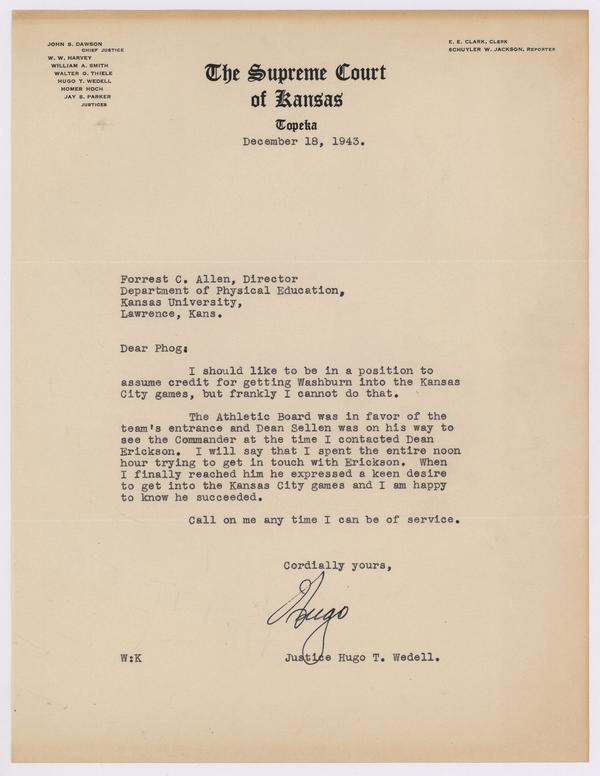 JOHN S. DAWSON
CHIEF JUSTICE
W. W. HARVEY
WILLIAM A. SMITH
WALTER G. THIELE
HUGO T. WEDELL
HOMER HOCH
JAY S. PARKER
JUSTICES
E. E. CLARK, CLERK
SCHUYLER W. JACKSON, REPORTER
The Supreme Court
of Kansas
Topeka
December 18, 1943.
Forrest C. Allen, Director
Department of Physical Education,
Kansas University,
Lawrence, Kans.
Dear Phog:
I should like to be in a position to
assume credit for getting Washburn into the Kansas
City games, but frankly I cannot do that.
The Athletic Board was in favor of the
team's entrance and Dean Sellen was on his way to
see the Commander at the time I contacted Dean
Erickson. I will say that I spent the entire noon
hour trying to get in touch with Erickson. When
I finally reached him he expressed a keen desire
to get into the Kansas City games and I am happy
to know he succeeded.
Call on me any time I can be of service.
Cordially yours,
Hugo
W:K Justice Hugo T. Wedell.